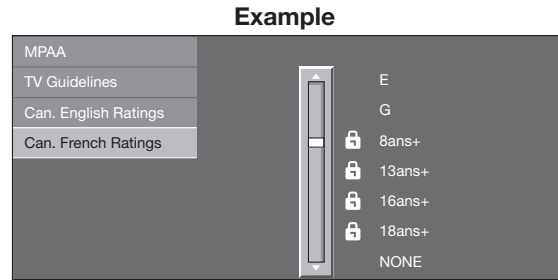 Example
MPAA
TV Guidelines
Can. English Ratings
Can. French Ratings
E
G
8ans+
13ans+
16ans+
18ans+
NONE